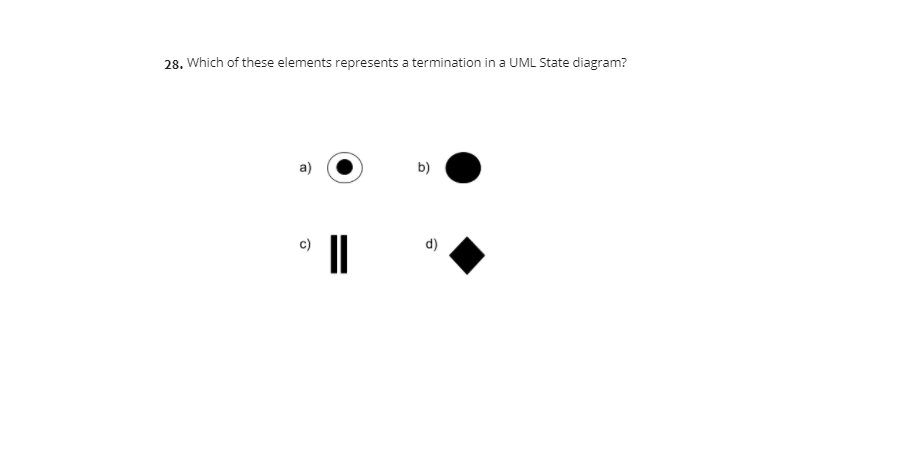 28. Which of these elements represents a termination in a UML State diagram?
a) b)
c) d)